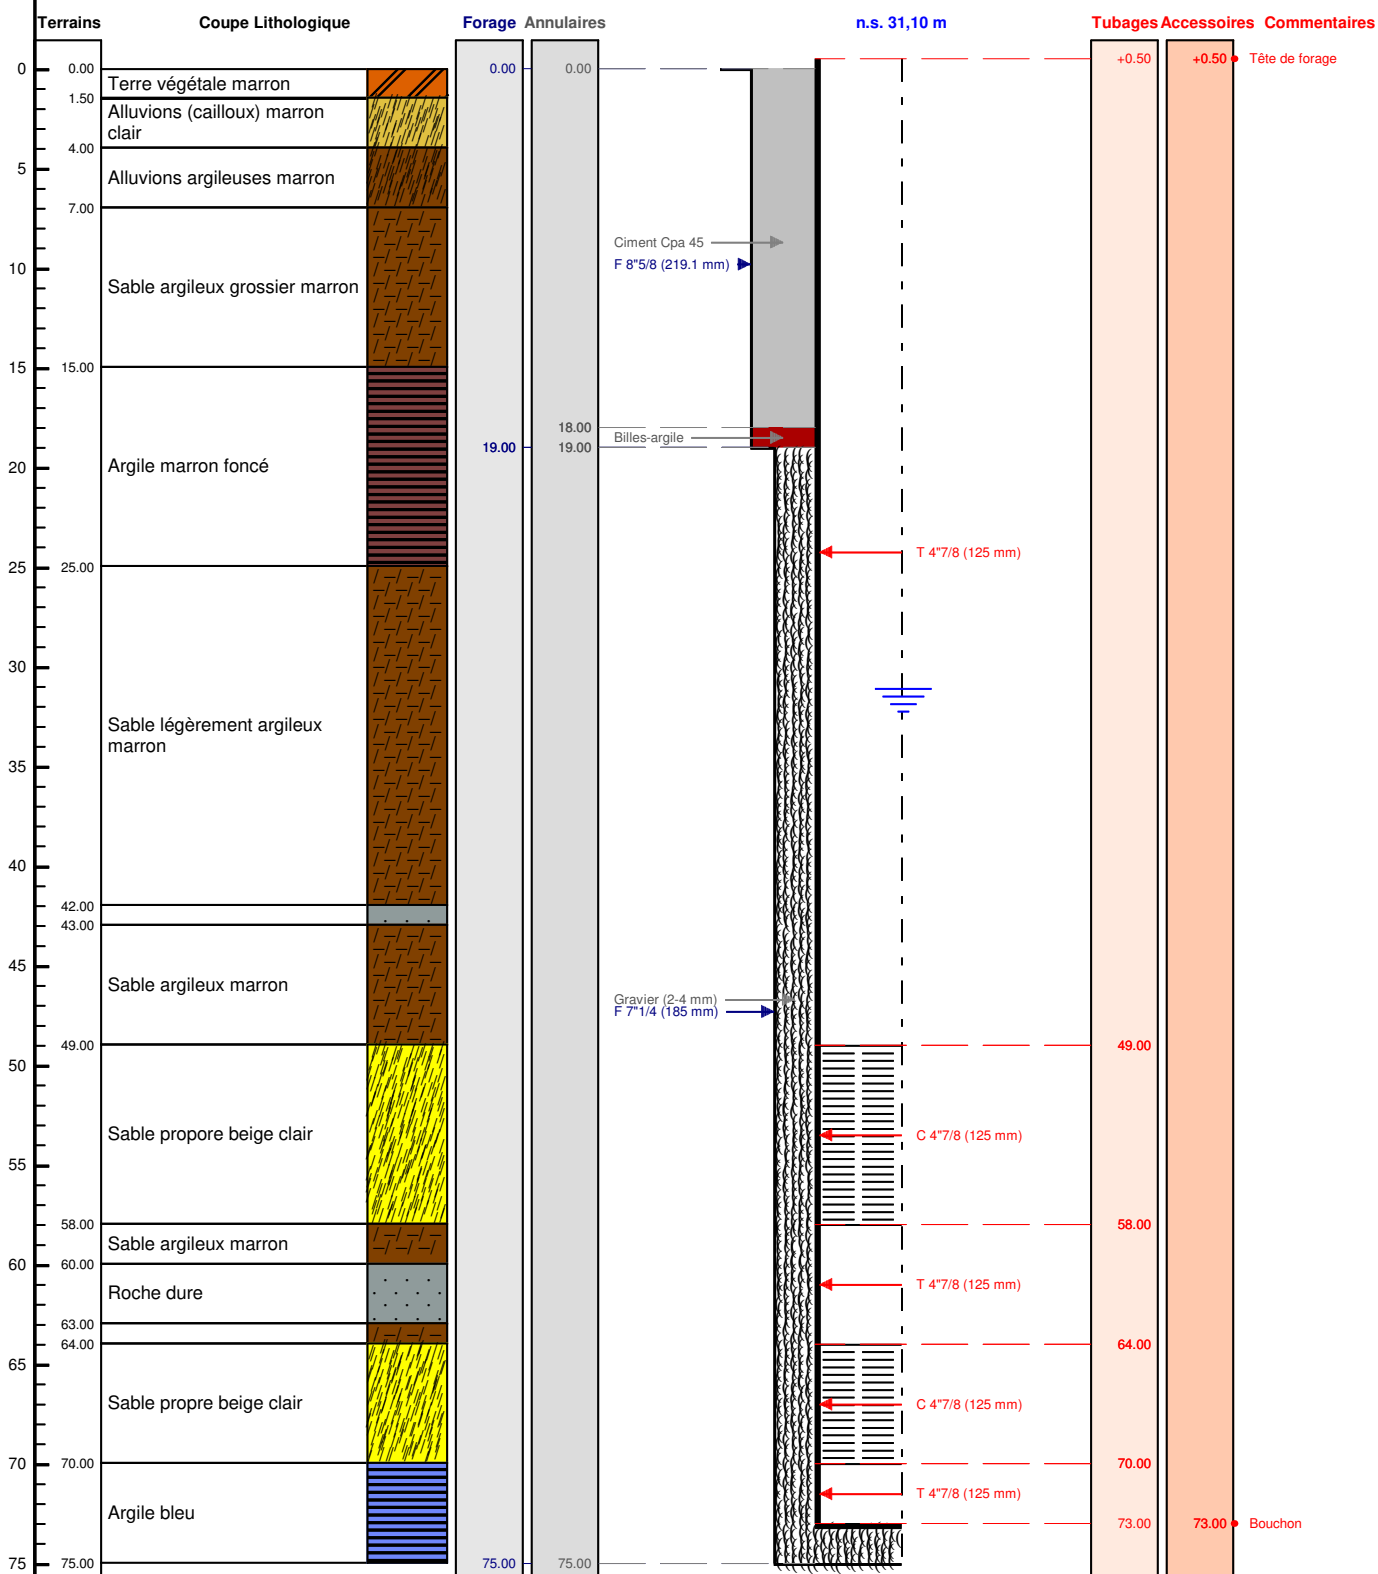 Terrains Coupe Lithologique Forage Annulaires n.s. 31,10 m Tubages Accessoires Commentaires
+0.50 +0.50 Tête de forage
0 0.00 0.00 0.00
Terre végétale marron
1.50
Alluvions (cailloux) marron
clair
4.00
5
Alluvions argileuses marron
7.00
Ciment Cpa 45
F 8"5/8 (219.1 mm)
10
Sable argileux grossier marron
15 15.00
18.00
Billes-argile
19.00 19.00
Argile marron foncé
20
T 4"7/8 (125 mm)
25 25.00
30
Sable légèrement argileux
marron
35
40
42.00
43.00
45
Sable argileux marron
Gravier (2-4 mm)
F 7"1/4 (185 mm)
49.00 49.00
50
Sable propore beige clair
C 4"7/8 (125 mm)
55
58.00 58.00
Sable argileux marron
60 60.00
T 4"7/8 (125 mm)
Roche dure
63.00
64.00 64.00
65
Sable propre beige clair
C 4"7/8 (125 mm)
70 70.00 70.00
T 4"7/8 (125 mm)
Argile bleu
73.00 73.00 Bouchon
75 75.00 75.00 75.00